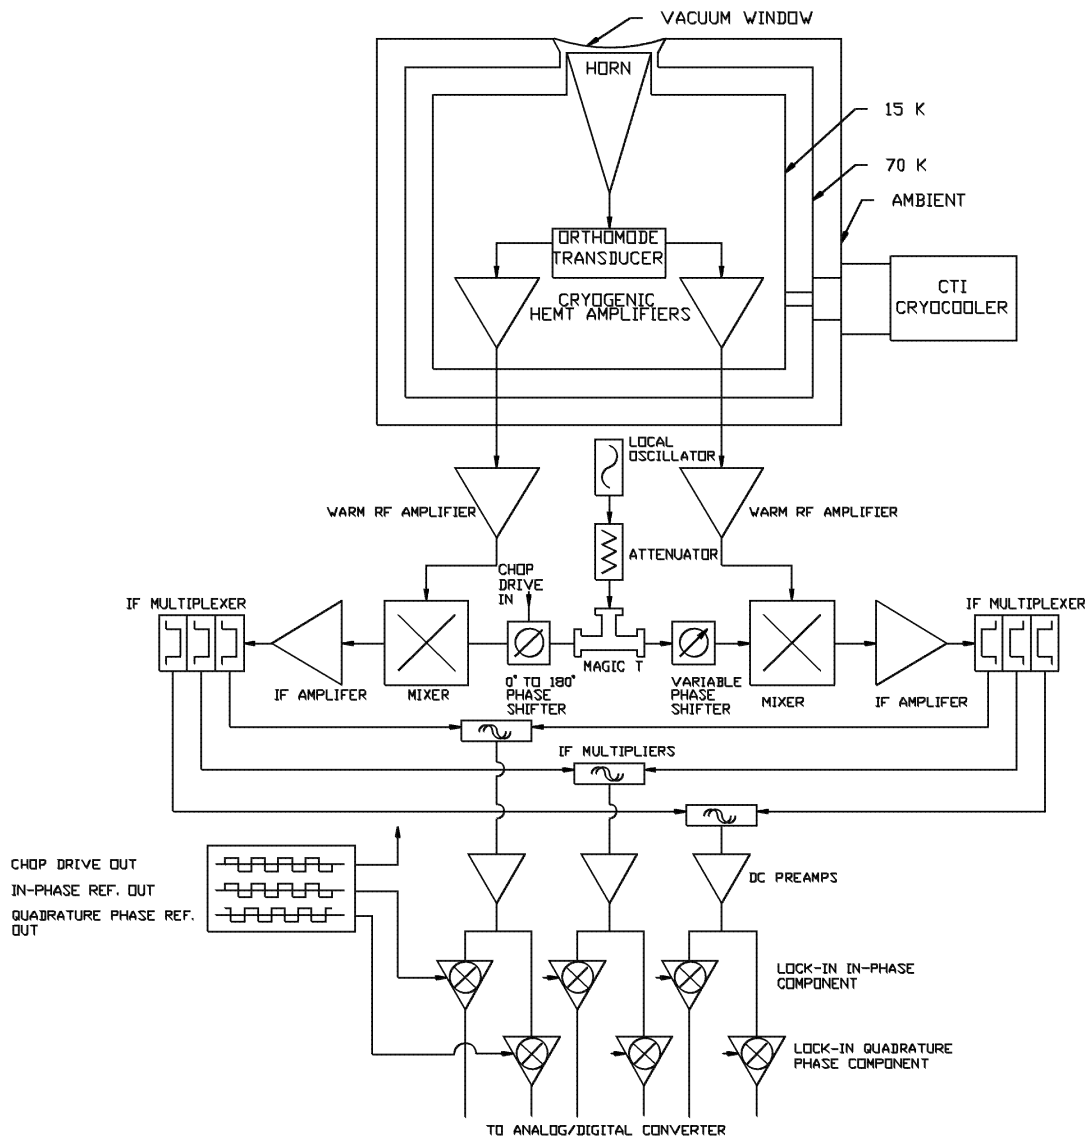 VACUUM WINDOW
HORN
15 K
70 K
AMBIENT
ORTHOMODE
TRANSDUCER
CTI
CRYOCOOLER
CRYOGENIC
HEMT AMPLIFIERS
LOCAL
OSCILLATOR
WARM RF AMPLIFIER
WARM RF AMPLIFIER
ATTENUATOR
CHOP
DRIVE
IN
IF MULTIPLEXER
IF MULTIPLEXER
MAGIC T
IF AMPLIFER
MIXER
0° TO 180°
PHASE
SHIFTER
VARIABLE
PHASE
SHIFTER
MIXER
IF AMPLIFER
IF MULTIPLIERS
CHOP DRIVE OUT
IN-PHASE REF. OUT
QUADRATURE PHASE REF.
OUT
DC PREAMPS
LOCK-IN IN-PHASE
COMPONENT
LOCK-IN QUADRATURE
PHASE COMPONENT
TO ANALOG/DIGITAL CONVERTER